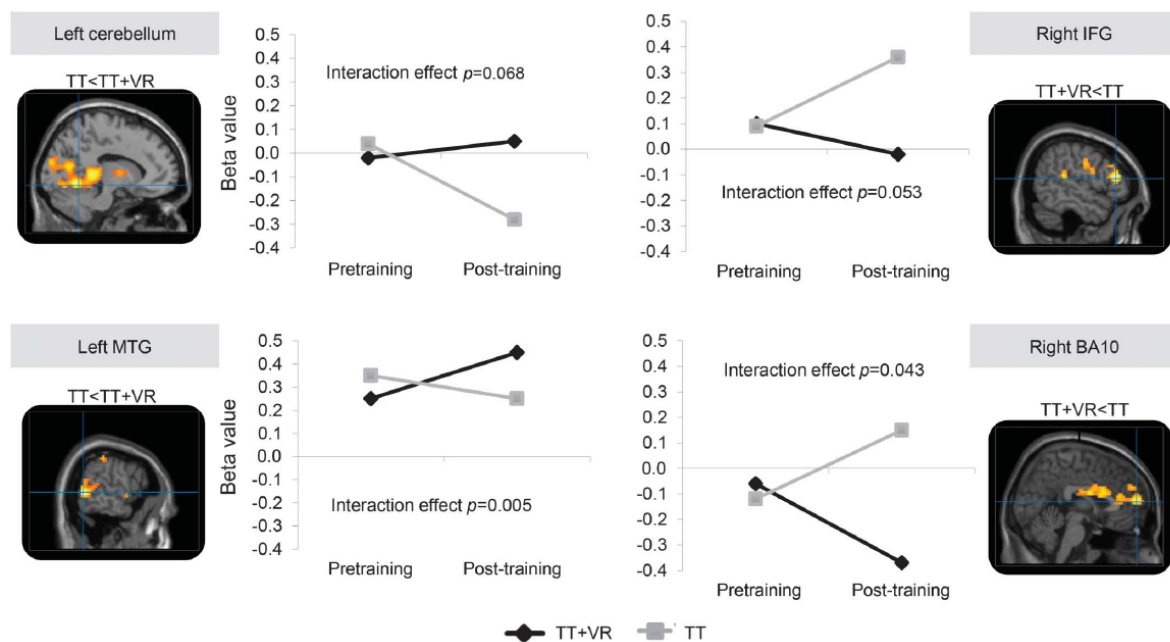 Left cerebellum
TT<TT+VR
Beta value
0.5
0.4
0.3
0.2
0.1
0.0
-0.1
-0.2
-0.3
-0.4
Interaction effect p=0.068
Pretraining Post-training
0.5
0.4
0.3
0.2
0.1
0.0
-0.1
-0.2
-0.3
-0.4
Interaction effect p=0.053
Pretraining Post-training
Right IFG
TT+VR<TT
Left MTG
TT<TT+VR
Beta value
0.5
0.4
0.3
0.2
0.1
0.0
-0.1
-0.2
-0.3
-0.4
Interaction effect p=0.005
Pretraining Post-training
0.5
0.4
0.3
0.2
0.1
0.0
-0.1
-0.2
-0.3
-0.4
Interaction effect p=0.043
Pretraining Post-training
Right BA10
TT+VR<TT
TT+VR TT